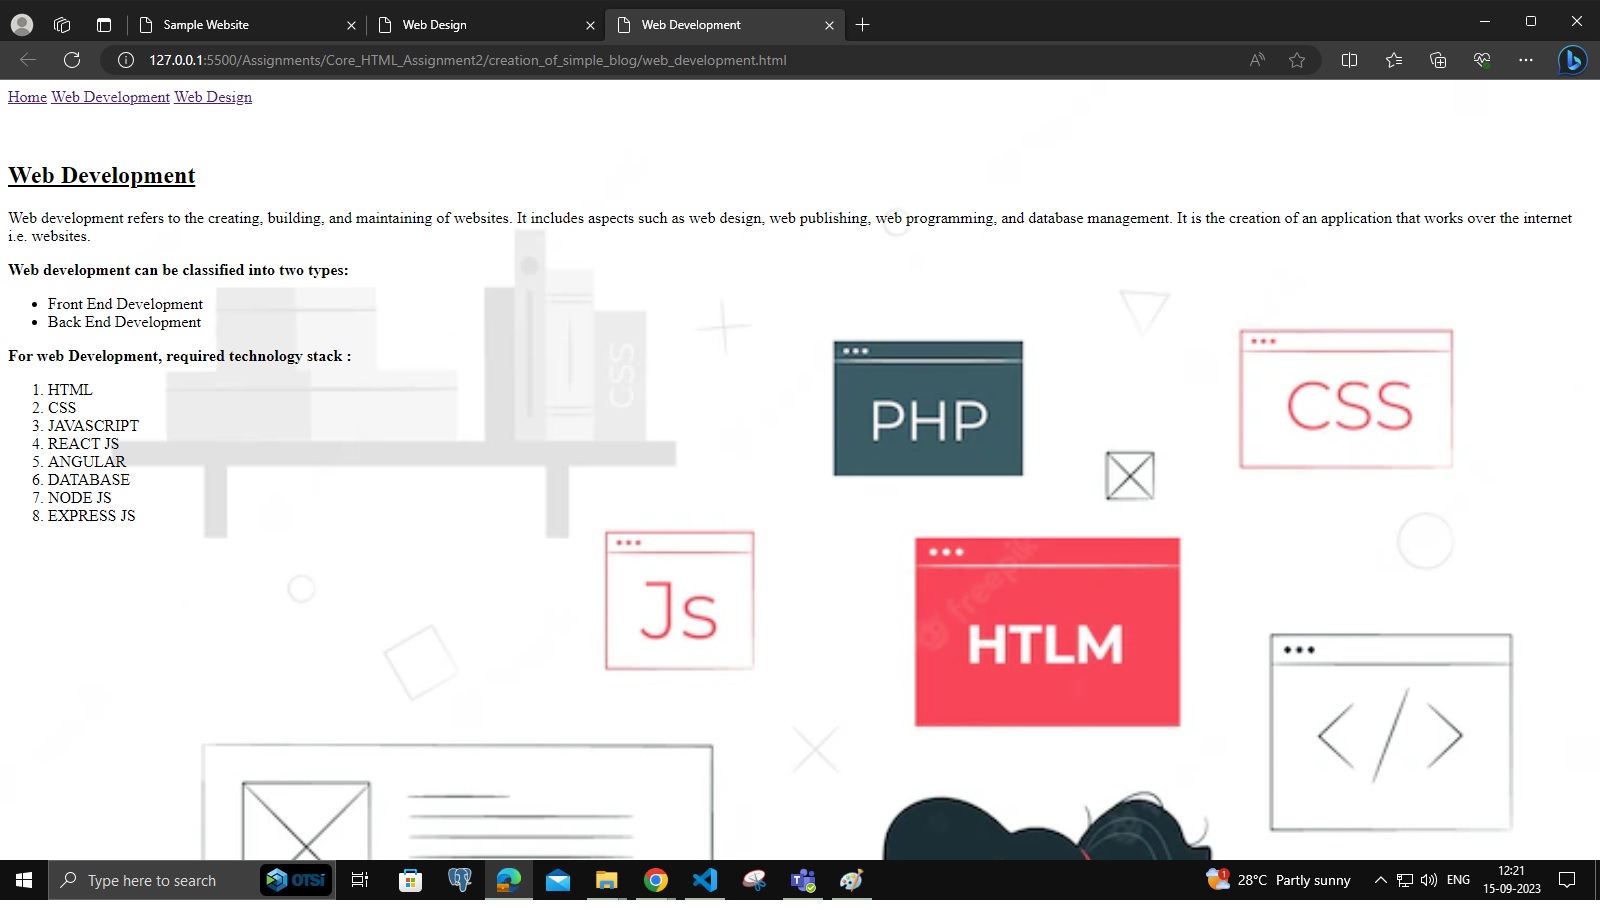 Sample Website
Web Design
Web Development
127.0.0.1:5500/Assignments/Core_HTML_Assignment2/creation_of_simple_blog/web_development.html
Home Web Development Web Design
Web Development
Web development refers to the creating, building, and maintaining of websites. It includes aspects such as web design, web publishing, web programming, and database management. It is the creation of an application that works over the internet
i.e. websites.
Web development can be classified into two types:
• Front End Development
• Back End Development
For web Development, required technology stack :
1. HTML
2. CSS
3. JAVASCRIPT
4. REACT JS
5. ANGULAR
6. DATABASE
7. NODE JS
8. EXPRESS JS
CSS
PHP
CSS
Js
freepik
HTLM
Type here to search
OTSi
1
28°C Partly sunny
ENG
12:21
15-09-2023